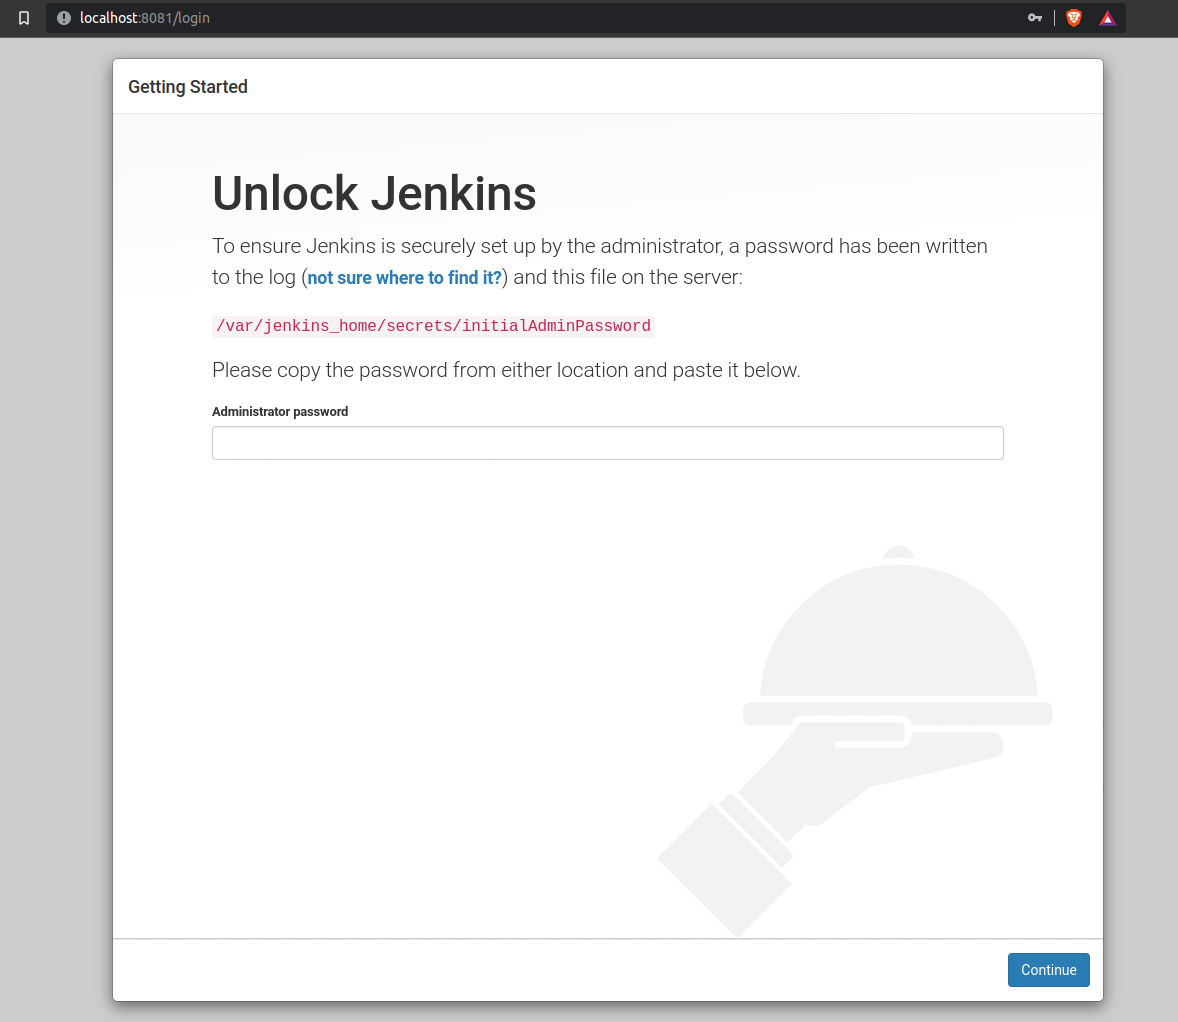 localhost:8081/login
Getting Started
Unlock Jenkins
To ensure Jenkins is securely set up by the administrator, a password has been written
to the log (not sure where to find it?) and this file on the server:
/var/jenkins_home/secrets/initialAdminPassword
Please copy the password from either location and paste it below.
Administrator password
Continue